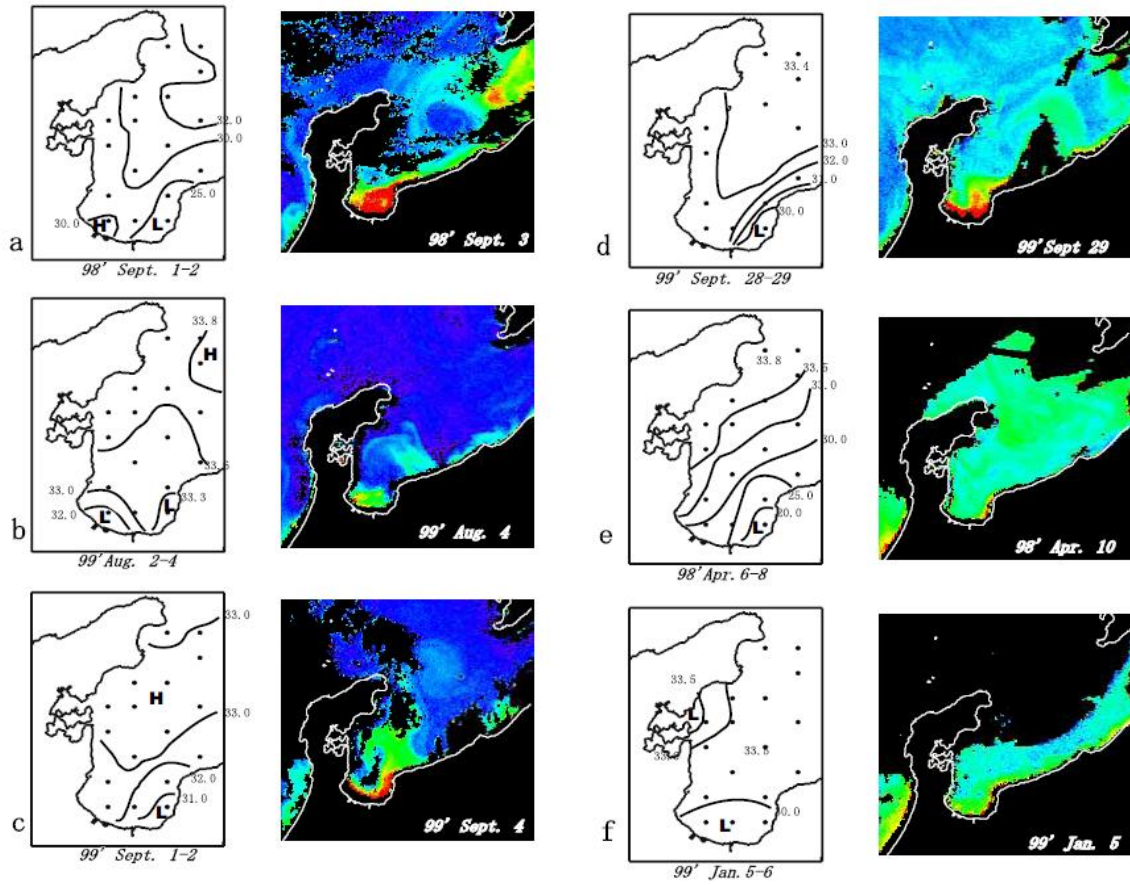 32.0
30.0
25.0
30.0
H
L
a
98' Sept. 1-2
98' Sept. 3
33.4
33.0
32.0
31.0
30.0
L
d
99' Sept. 28-29
99' Sept 29
33.8
H
33.5
33.0
33.3
32.0
L
L
b
99' Aug. 2-4
99' Aug. 4
33.8
33.5
33.0
30.0
25.0
20.0
L
e
98' Apr. 6-8
98' Apr. 10
33.0
H
33.0
32.0
31.0
L
c
99' Sept. 1-2
99' Sept. 4
33.5
L
33.5
30.0
L
f
99' Jan. 5-6
99' Jan. 5